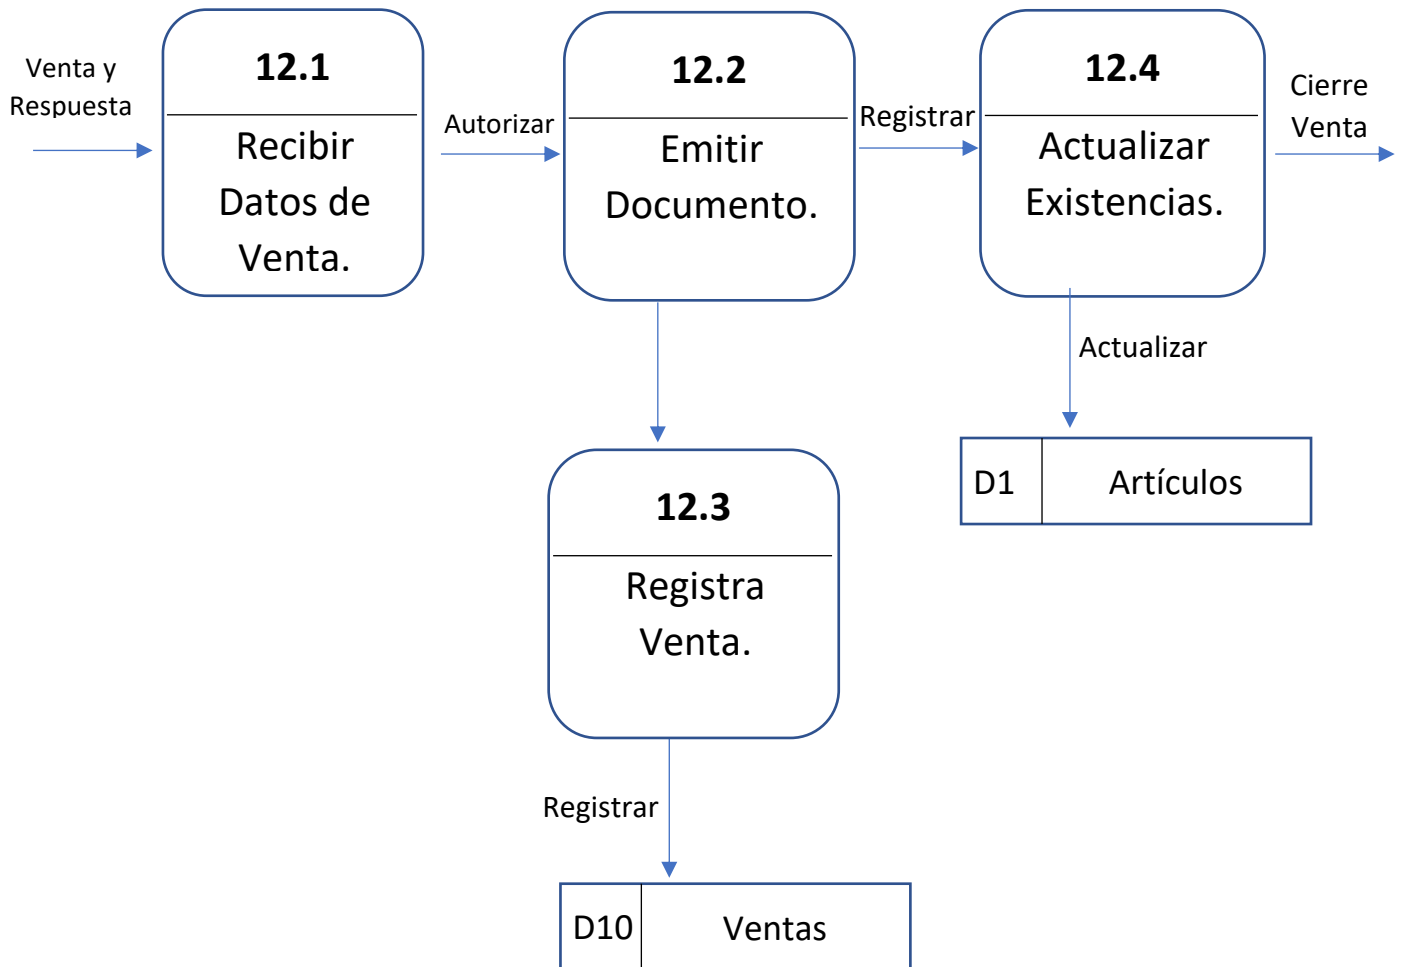 Venta y
Respuesta
12.1
Recibir
Datos de
Venta.
Autorizar
12.2
Emitir
Documento.
Registrar
12.4
Actualizar
Existencias.
Cierre
Venta
Actualizar
D1 Artículos
12.3
Registra
Venta.
Registrar
D10 Ventas